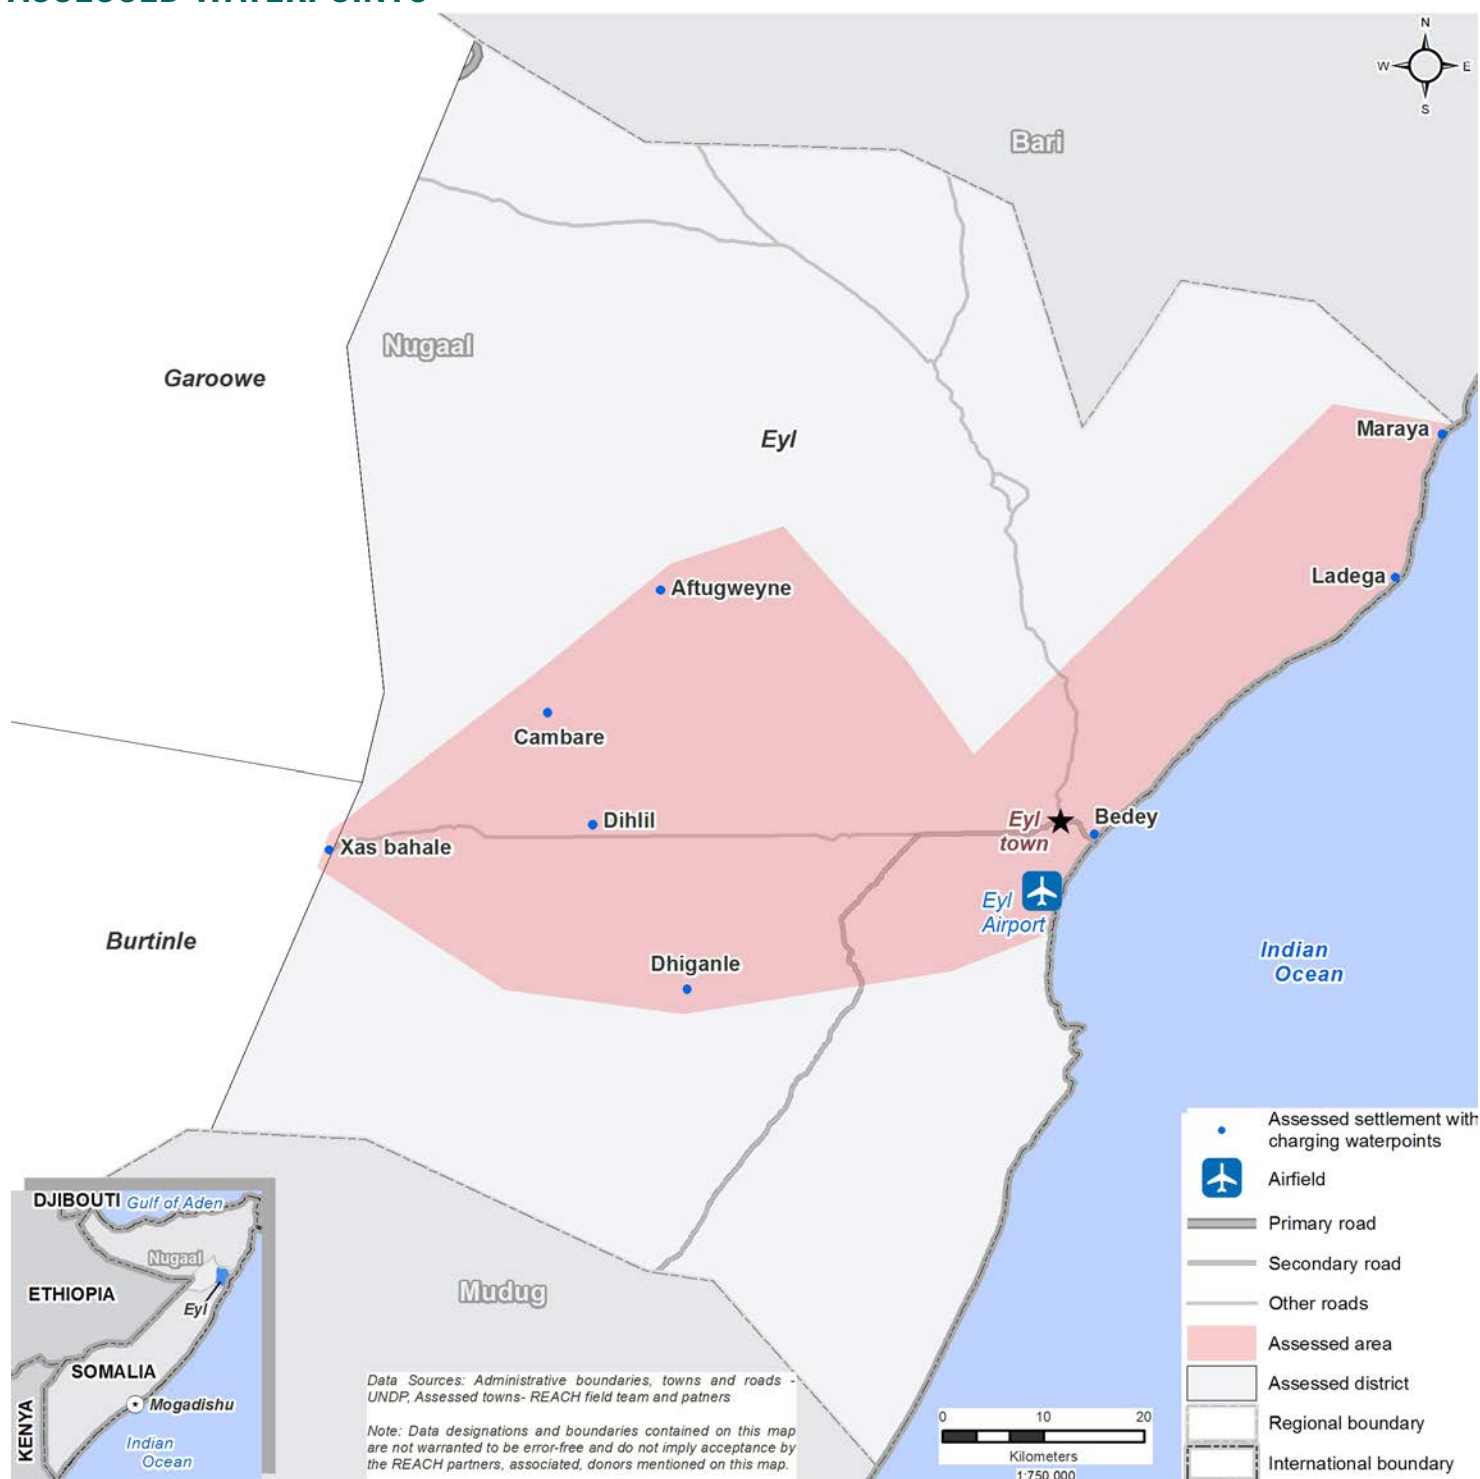 ASSESSED WATERPOINTS
N
W
E
S
Bari
Nugaal
Garoowe
Eyl
Maraya
Ladega
Aftugweyne
Cambare
Dihlil
Xas bahale
Eyl
town
Bedey
Eyl
Airport
Burtinle
Dhiganle
Indian
Ocean
Mudug
DJIBOUTI
Gulf of Aden
Nugaal
ETHIOPIA
Eyl
SOMALIA
Mogadishu
KENYA
Indian
Ocean
Data Sources: Administrative boundaries, towns and roads -
UNDP, Assessed towns- REACH field team and patners
Note: Data designations and boundaries contained on this map
are not warranted to be error-free and do not imply acceptance by
the REACH partners, associated, donors mentioned on this map.
0 10 20
Kilometers
1:750,000
Assessed settlement with
charging waterpoints
Airfield
Primary road
Secondary road
Other roads
Assessed area
Assessed district
Regional boundary
International boundary